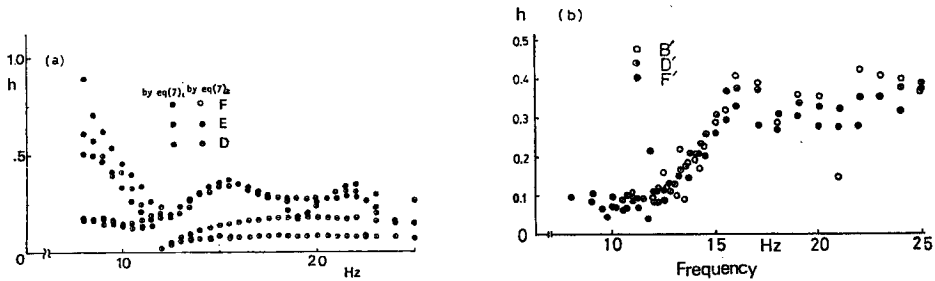 (a)
1.0
h
.5
0
by eq(7)₁ by eq(7)₂
F
E
D
10
20
Hz
h (b)
0.5
0.4
0.3
0.2
0.1
0
B′
D′
F′
10
15
Hz
20
25
Frequency